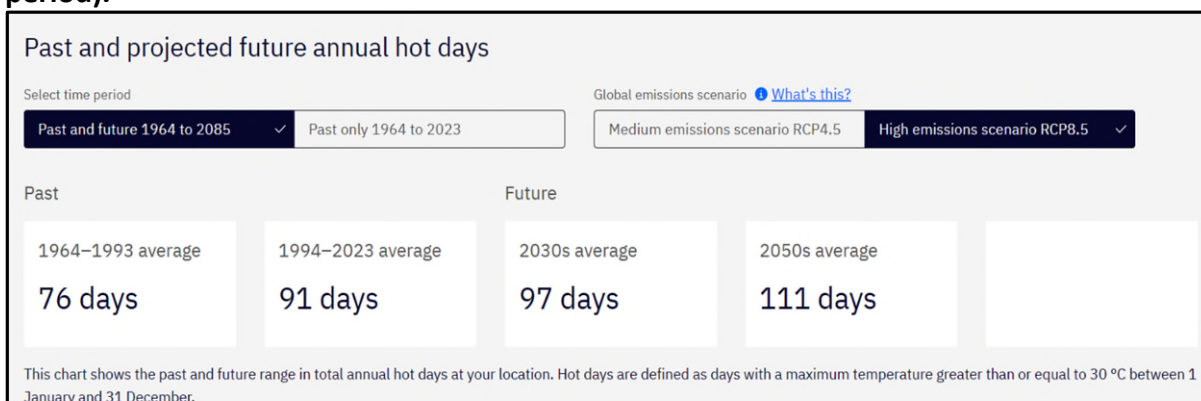 period).
Past and projected future annual hot days
Select time period
Global emissions scenario What's this?
Past and future 1964 to 2085
Past only 1964 to 2023
Medium emissions scenario RCP4.5
High emissions scenario RCP8.5
Past
Future
1964–1993 average
76 days
1994–2023 average
91 days
2030s average
97 days
2050s average
111 days
This chart shows the past and future range in total annual hot days at your location. Hot days are defined as days with a maximum temperature greater than or equal to 30 °C between 1
January and 31 December.